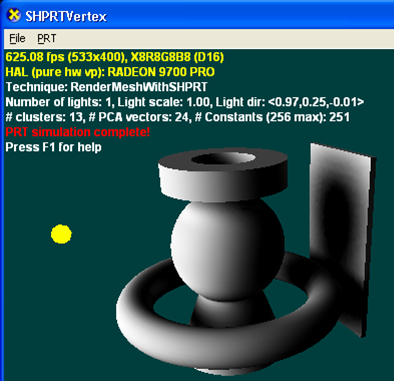 SHPRTVertex
File PRT
625.08 fps (533x400), X8R8G8B8 (D16)
HAL (pure hw vp): RADEON 9700 PRO
Technique: RenderMeshWithSHPRT
Number of lights: 1, Light scale: 1.00, Light dir: <0.97,0.25,-0.01>
# clusters: 13, # PCA vectors: 24, # Constants (256 max): 251
PRT simulation complete!
Press F1 for help